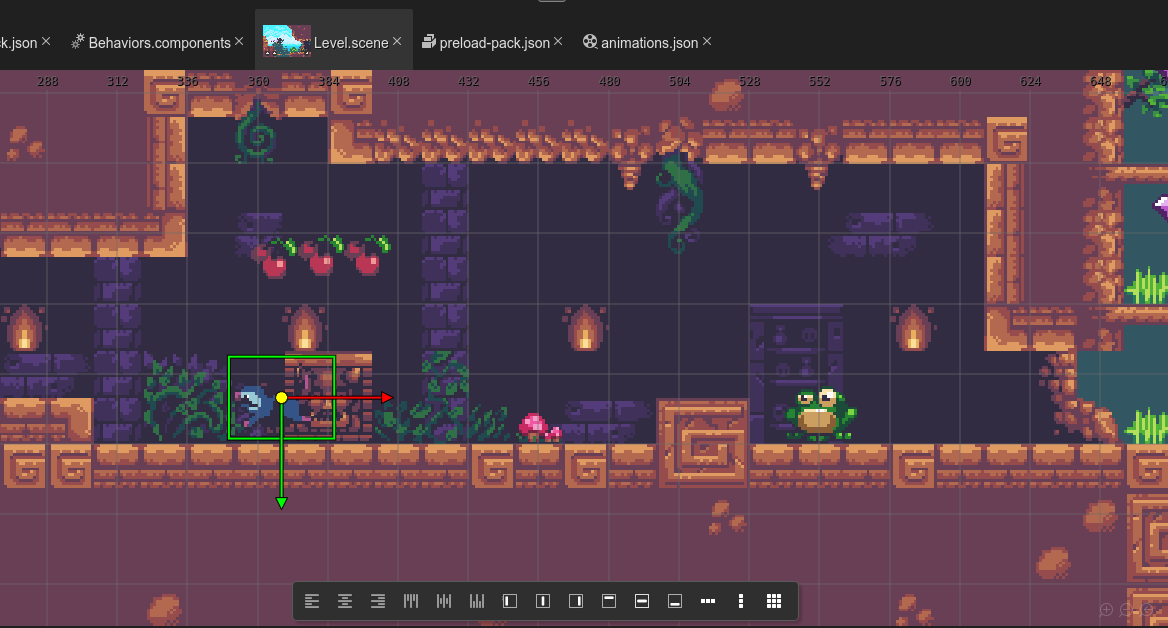 k.json × Behaviors.components × Level.scene × preload-pack.json × animations.json ×
288 312 336 360 384 408 432 456 480 504 528 552 576 600 624 648